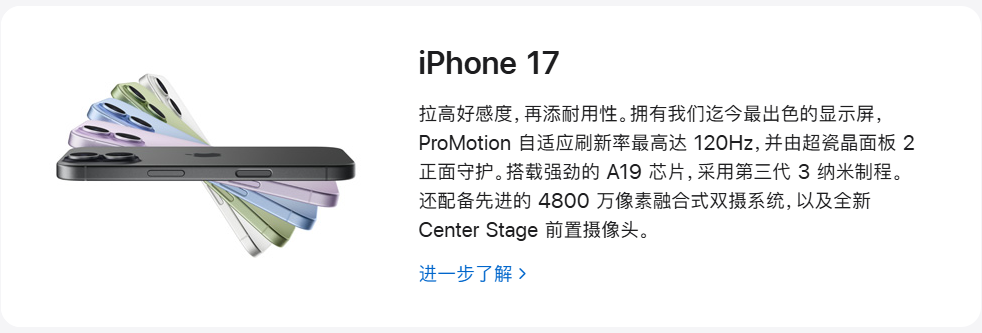 iPhone 17
拉高好感度，再添耐用性。拥有我们迄今最出色的显示屏，
ProMotion 自适应刷新率最高达 120Hz，并由超瓷晶面板 2
正面守护。搭载强劲的 A19 芯片，采用第三代 3 纳米制程。
还配备先进的 4800 万像素融合式双摄系统，以及全新
Center Stage 前置摄像头。
进一步了解 >